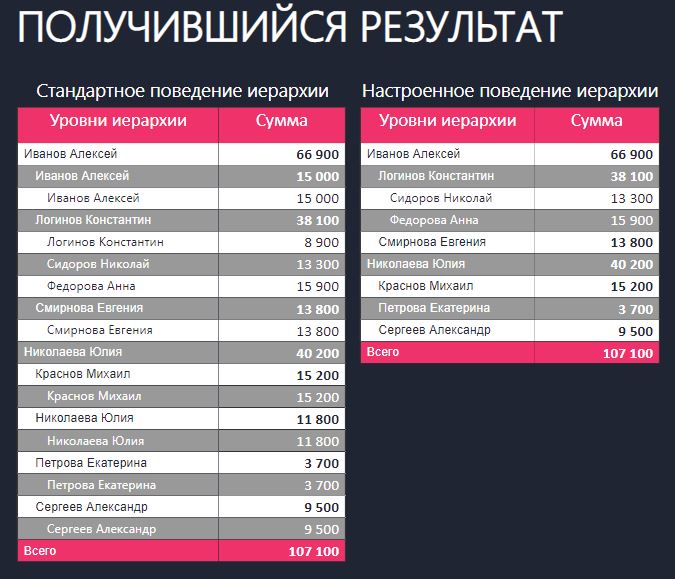 ПОЛУЧИВШИЙСЯ РЕЗУЛЬТАТ
Стандартное поведение иерархии
Уровни иерархии Сумма
Иванов Алексей 66 900
Иванов Алексей 15 000
Иванов Алексей 15 000
Логинов Константин 38 100
Логинов Константин 8 900
Сидоров Николай 13 300
Федорова Анна 15 900
Смирнова Евгения 13 800
Смирнова Евгения 13 800
Николаева Юлия 40 200
Краснов Михаил 15 200
Краснов Михаил 15 200
Николаева Юлия 11 800
Николаева Юлия 11 800
Петрова Екатерина 3 700
Петрова Екатерина 3 700
Сергеев Александр 9 500
Сергеев Александр 9 500
Всего 107 100
Настроенное поведение иерархии
Уровни иерархии Сумма
Иванов Алексей 66 900
Логинов Константин 38 100
Сидоров Николай 13 300
Федорова Анна 15 900
Смирнова Евгения 13 800
Николаева Юлия 40 200
Краснов Михаил 15 200
Петрова Екатерина 3 700
Сергеев Александр 9 500
Всего 107 100